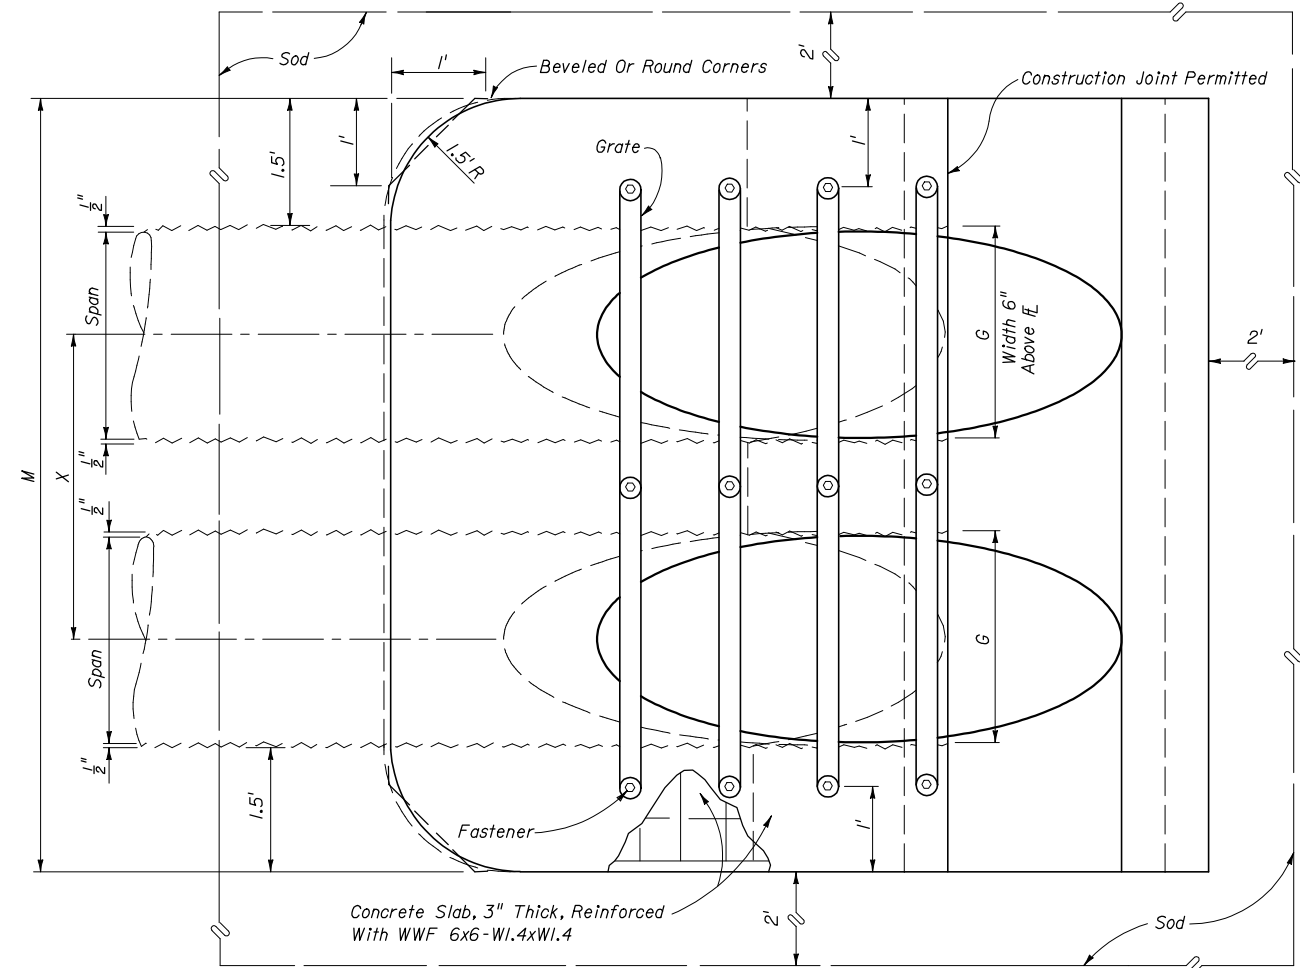 Sod
1'
Beveled Or Round Corners
2'
Construction Joint Permitted
1.5'
1'
1.5' R
Grate
1'
1/2"
Span
G
Width 6"
Above FL
2'
M
X
1/2"
1/2"
Span
G
1/2"
1.5'
Fastener
1'
Concrete Slab, 3" Thick, Reinforced
With WWF 6x6-W1.4xW1.4
2'
Sod